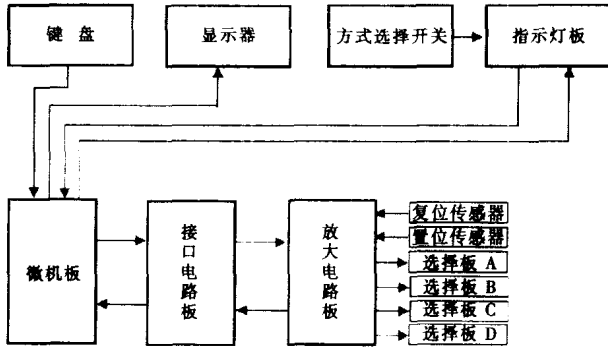 键 盘
显示器
方式选择开关
指示灯板
微机板
接口电路板
放大电路板
复位传感器
置位传感器
选择板 A
选择板 B
选择板 C
选择板 D